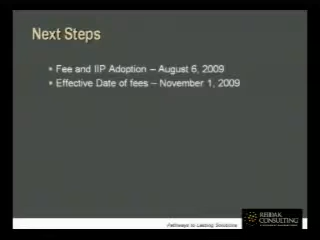 Next Steps
• Fee and IIP Adoption – August 6, 2009
• Effective Date of fees – November 1, 2009
Pathways to Lasting Solutions
CONSULTING